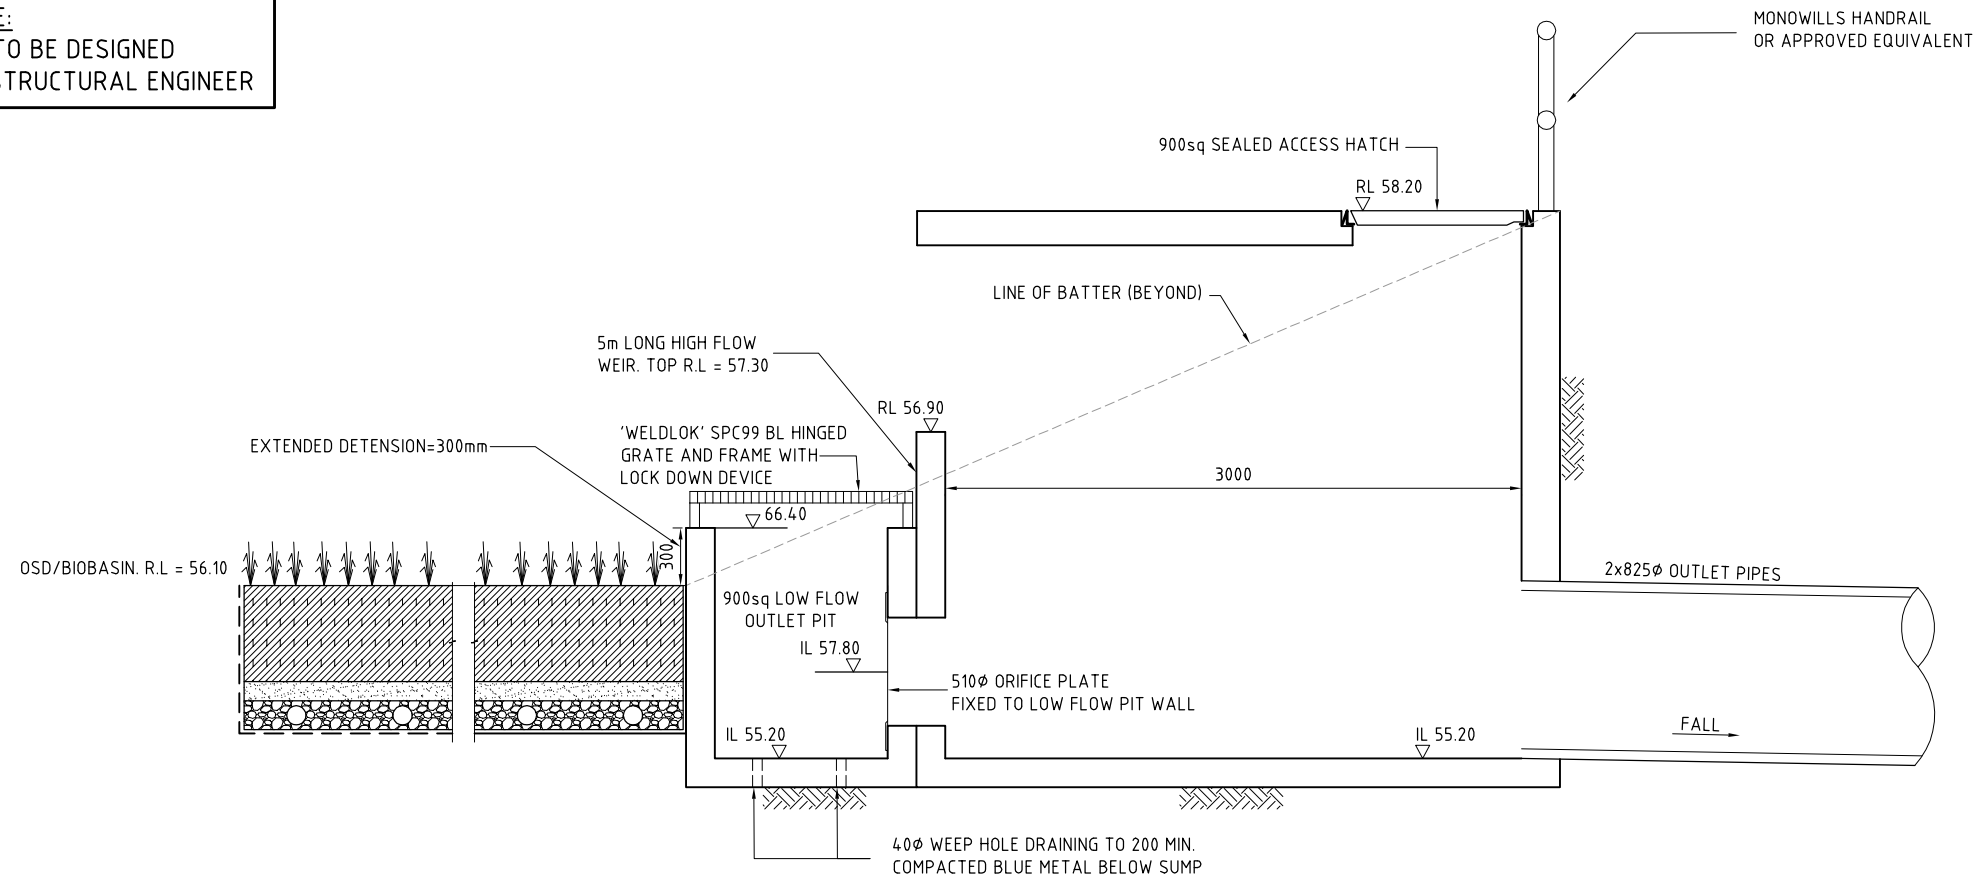 E:
TO BE DESIGNED
STRUCTURAL ENGINEER
MONOWILLS HANDRAIL
OR APPROVED EQUIVALENT
900sq SEALED ACCESS HATCH
RL 58.20
LINE OF BATTER (BEYOND)
5m LONG HIGH FLOW
WEIR. TOP R.L = 57.30
RL 56.90
'WELDLOK' SPC99 BL HINGED
GRATE AND FRAME WITH
LOCK DOWN DEVICE
EXTENDED DETENSION=300mm
3000
66.40
300
OSD/BIOBASIN. R.L = 56.10
2x825Ø OUTLET PIPES
900sq LOW FLOW
OUTLET PIT
IL 57.80
510Ø ORIFICE PLATE
FIXED TO LOW FLOW PIT WALL
IL 55.20
IL 55.20
FALL
40Ø WEEP HOLE DRAINING TO 200 MIN.
COMPACTED BLUE METAL BELOW SUMP